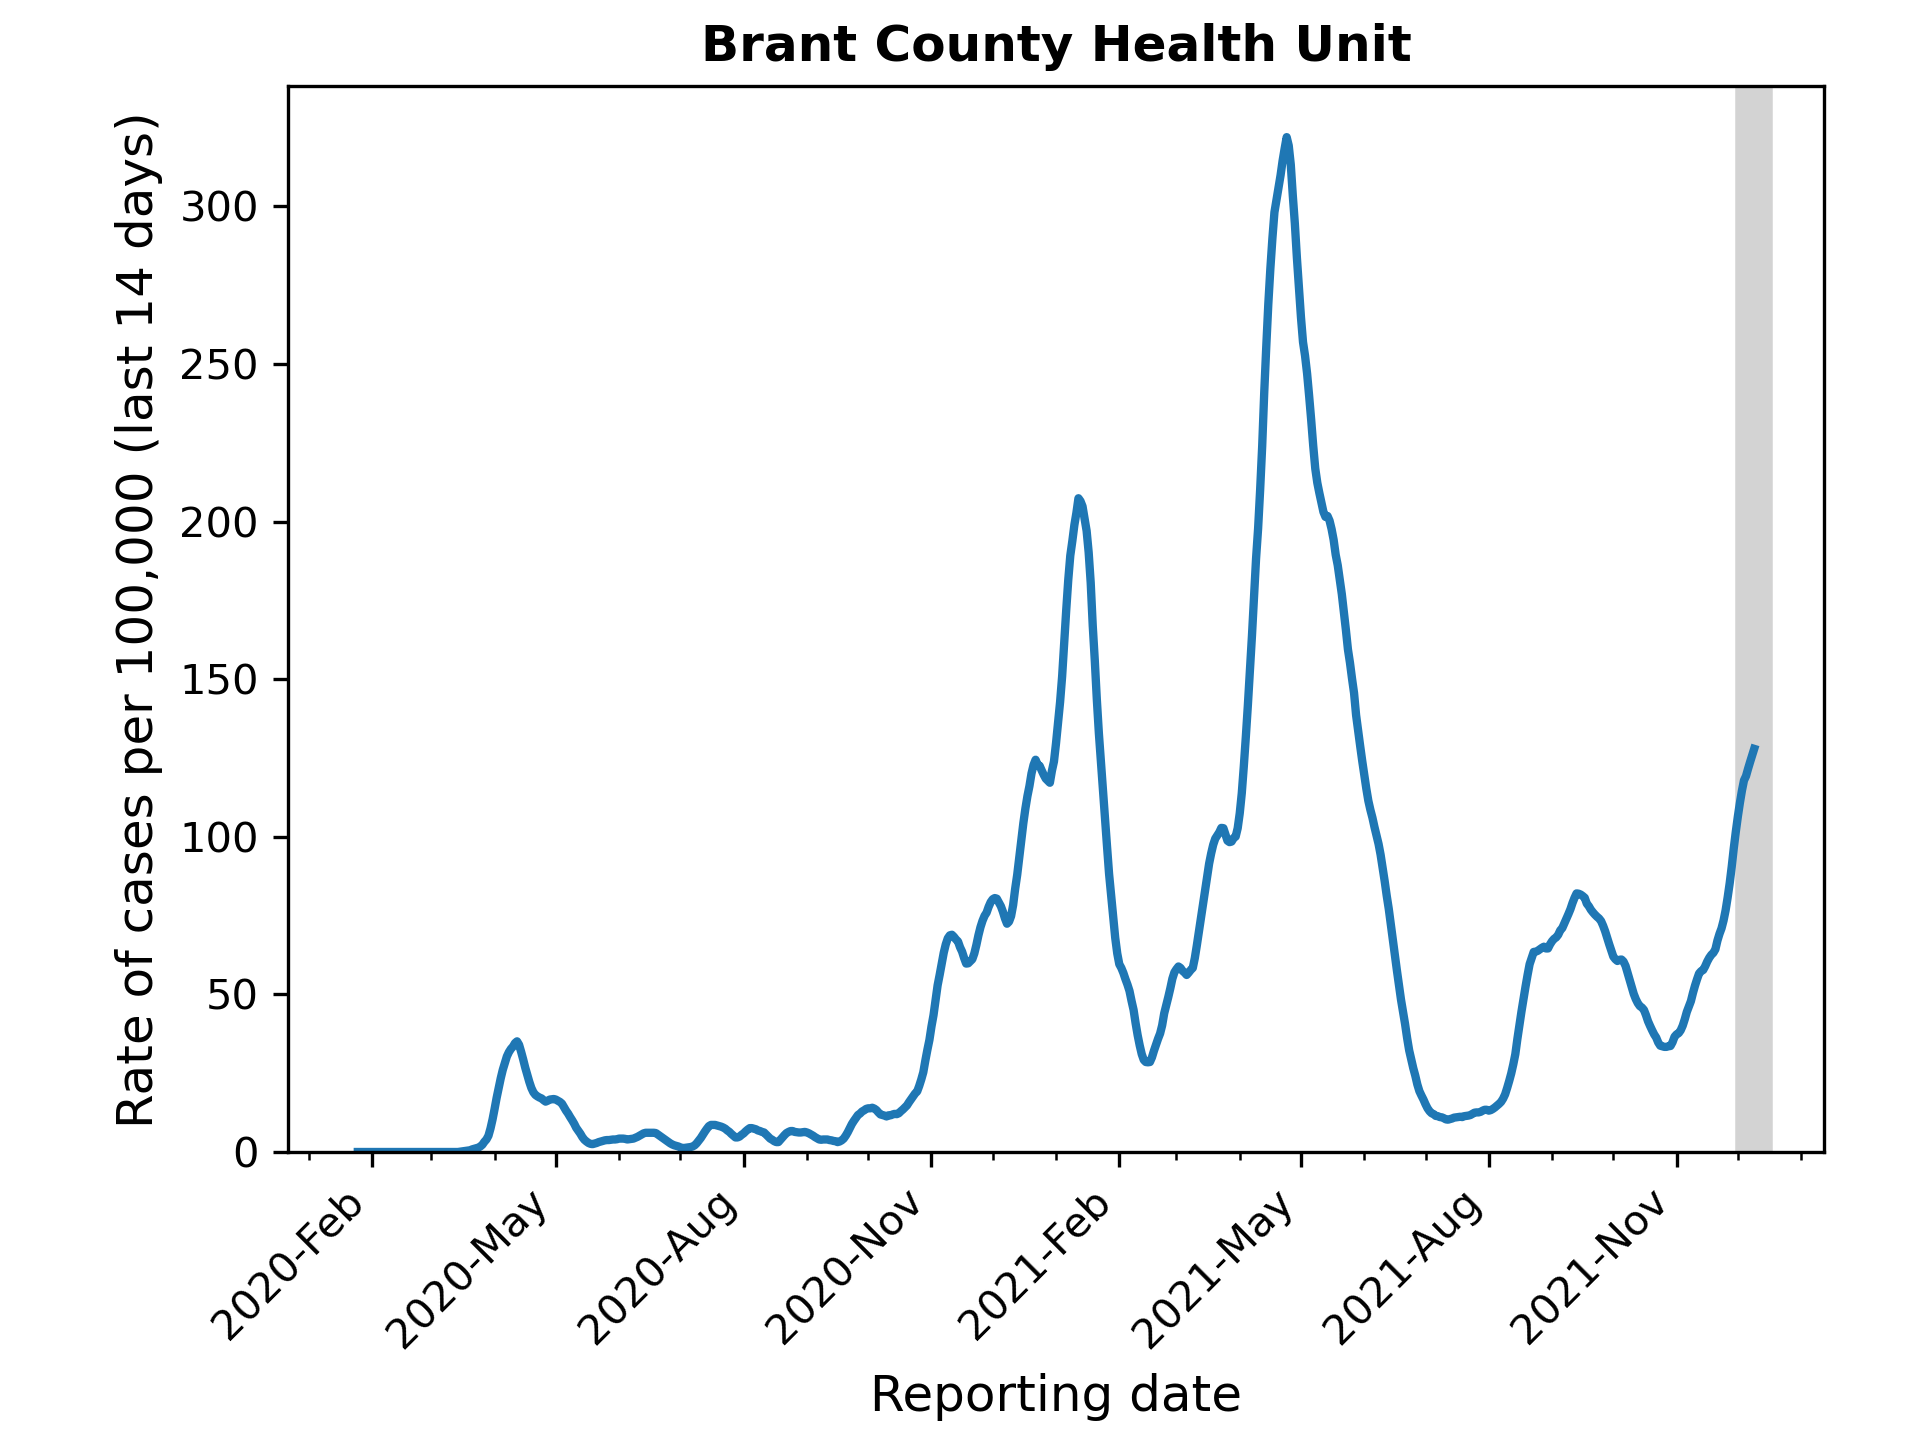 Brant County Health Unit
Rate of cases per 100,000 (last 14 days)
300
250
200
150
100
50
0
2020-Feb
2020-May
2020-Aug
2020-Nov
2021-Feb
2021-May
2021-Aug
2021-Nov
Reporting date